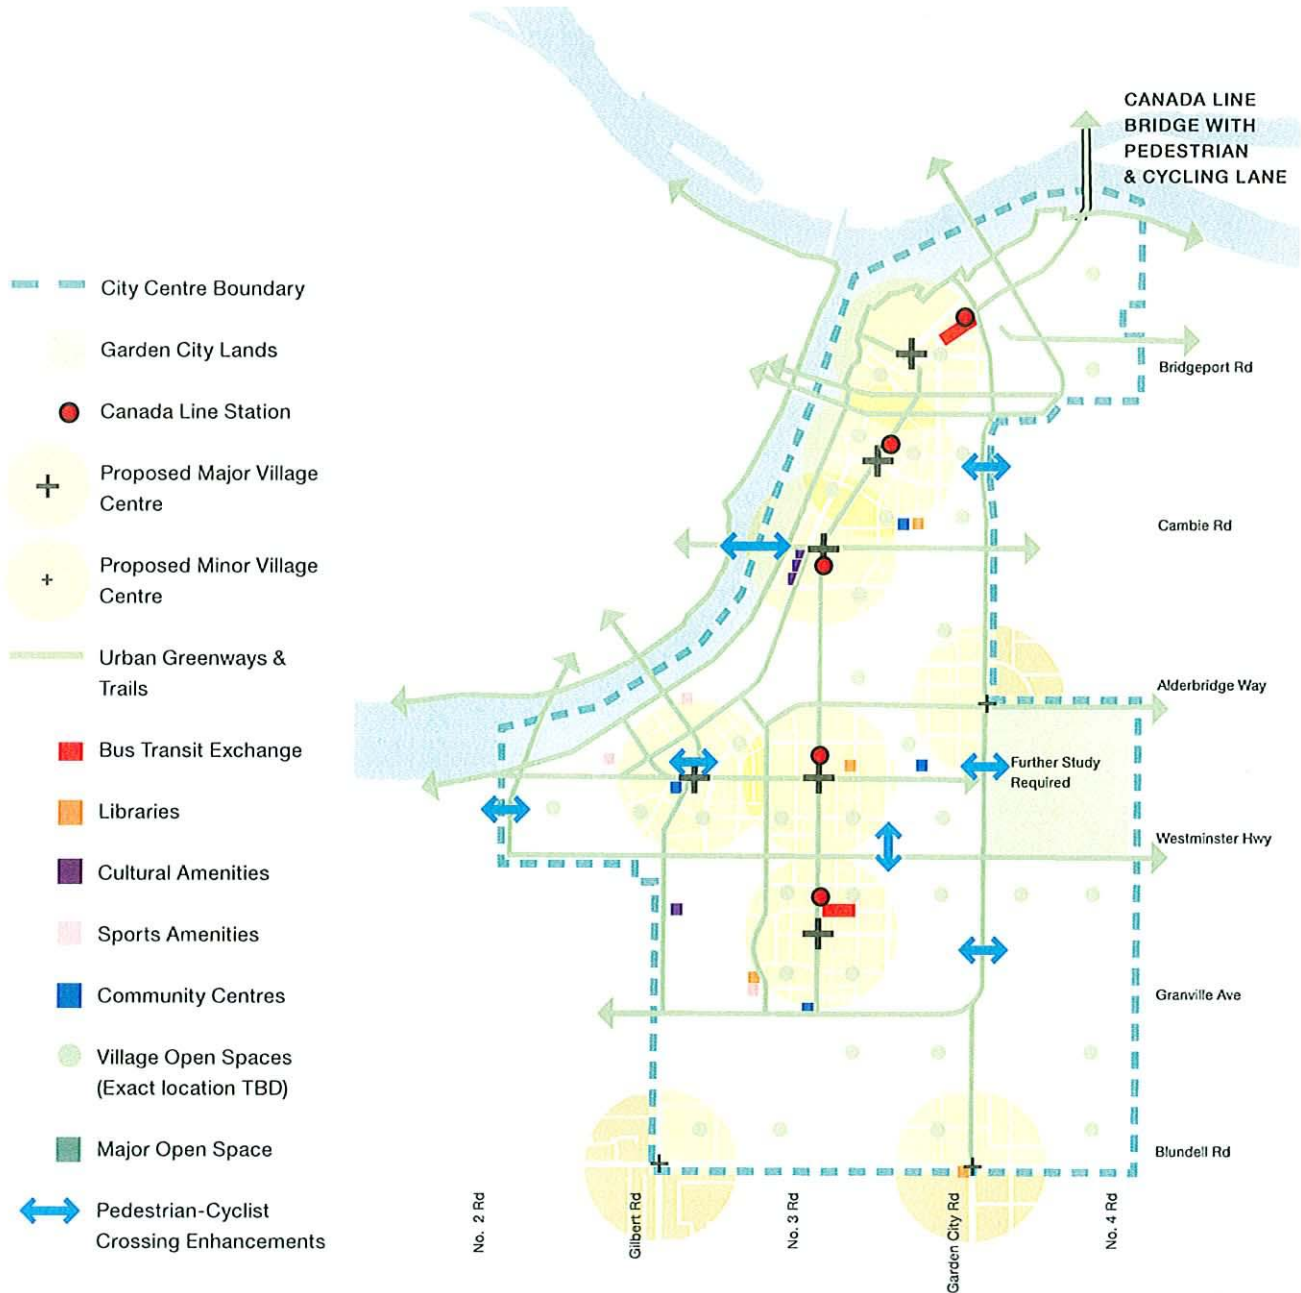 CANADA LINE
BRIDGE WITH
PEDESTRIAN
& CYCLING LANE
City Centre Boundary
Garden City Lands
Canada Line Station
Proposed Major Village
Centre
Proposed Minor Village
Centre
Urban Greenways &
Trails
Bus Transit Exchange
Libraries
Cultural Amenities
Sports Amenities
Community Centres
Village Open Spaces
(Exact location TBD)
Major Open Space
Pedestrian-Cyclist
Crossing Enhancements
Bridgeport Rd
Cambie Rd
Alderbridge Way
Further Study
Required
Westminster Hwy
Granville Ave
Blundell Rd
No. 2 Rd
Gilbert Rd
No. 3 Rd
Garden City Rd
No. 4 Rd